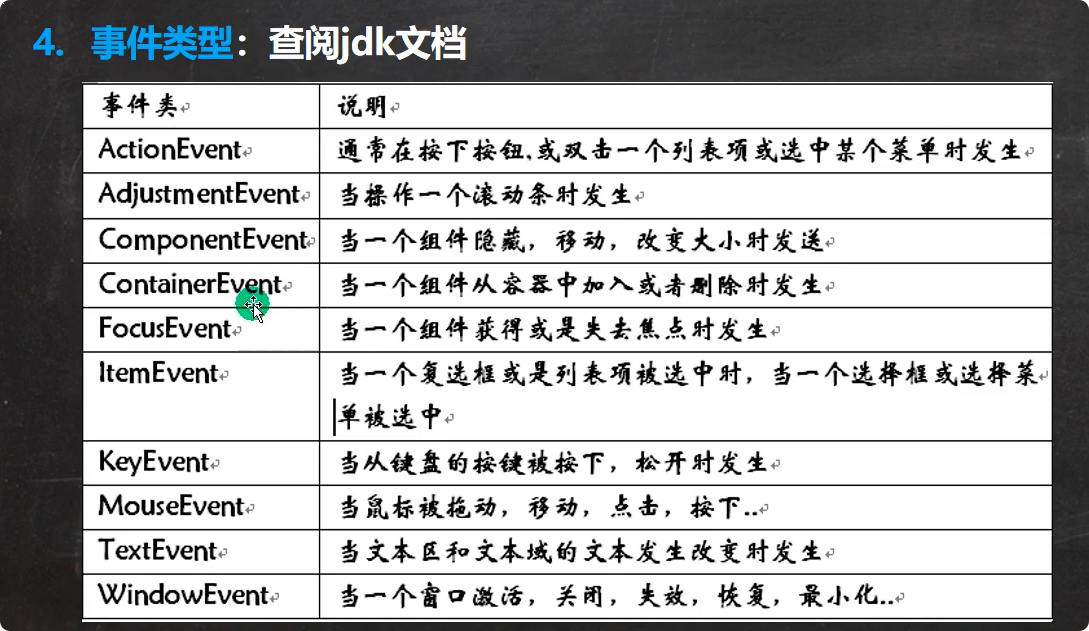 4. 事件类型：查阅jdk文档
事件类 说明
ActionEvent 通常在按下按钮,或双击一个列表项或选中某个菜单时发生
AdjustmentEvent 当操作一个滚动条时发生
ComponentEvent 当一个组件隐藏，移动，改变大小时发送
ContainerEvent 当一个组件从容器中加入或者删除时发生
FocusEvent 当一个组件获得或是失去焦点时发生
ItemEvent 当一个复选框或是列表项被选中时，当一个选择框或选择菜
单被选中
KeyEvent 当从键盘的按键被按下，松开时发生
MouseEvent 当鼠标被拖动，移动，点击，按下..
TextEvent 当文本区和文本域的文本发生改变时发生
WindowEvent 当一个窗口激活，关闭，失效，恢复，最小化..